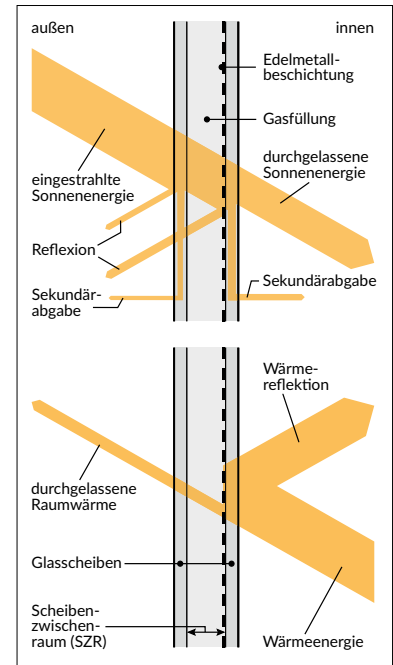 außen
innen
Edelmetall-
beschichtung
Gasfüllung
durchgelassene
Sonnenenergie
eingestrahlte
Sonnenenergie
Reflexion
Sekundär-
abgabe
Sekundärabgabe
Wärme-
reflektion
durchgelassene
Raumwärme
Glasscheiben
Scheiben-
zwischen-
raum (SZR)
Wärmeenergie